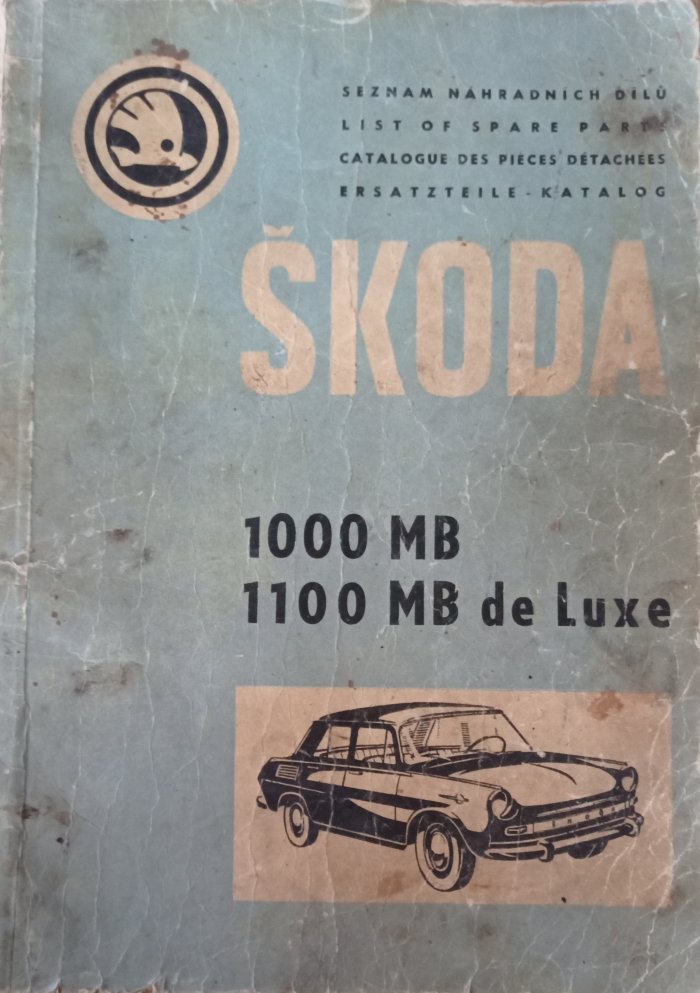 SEZNAM NÁHRADNÍCH DÍLŮ
LIST OF SPARE PARTS
CATALOGUE DES PIÈCES DÉTACHÉES
ERSATZTEILE-KATALOG
ŠKODA
1000 MB
1100 MB de Luxe
SKODA